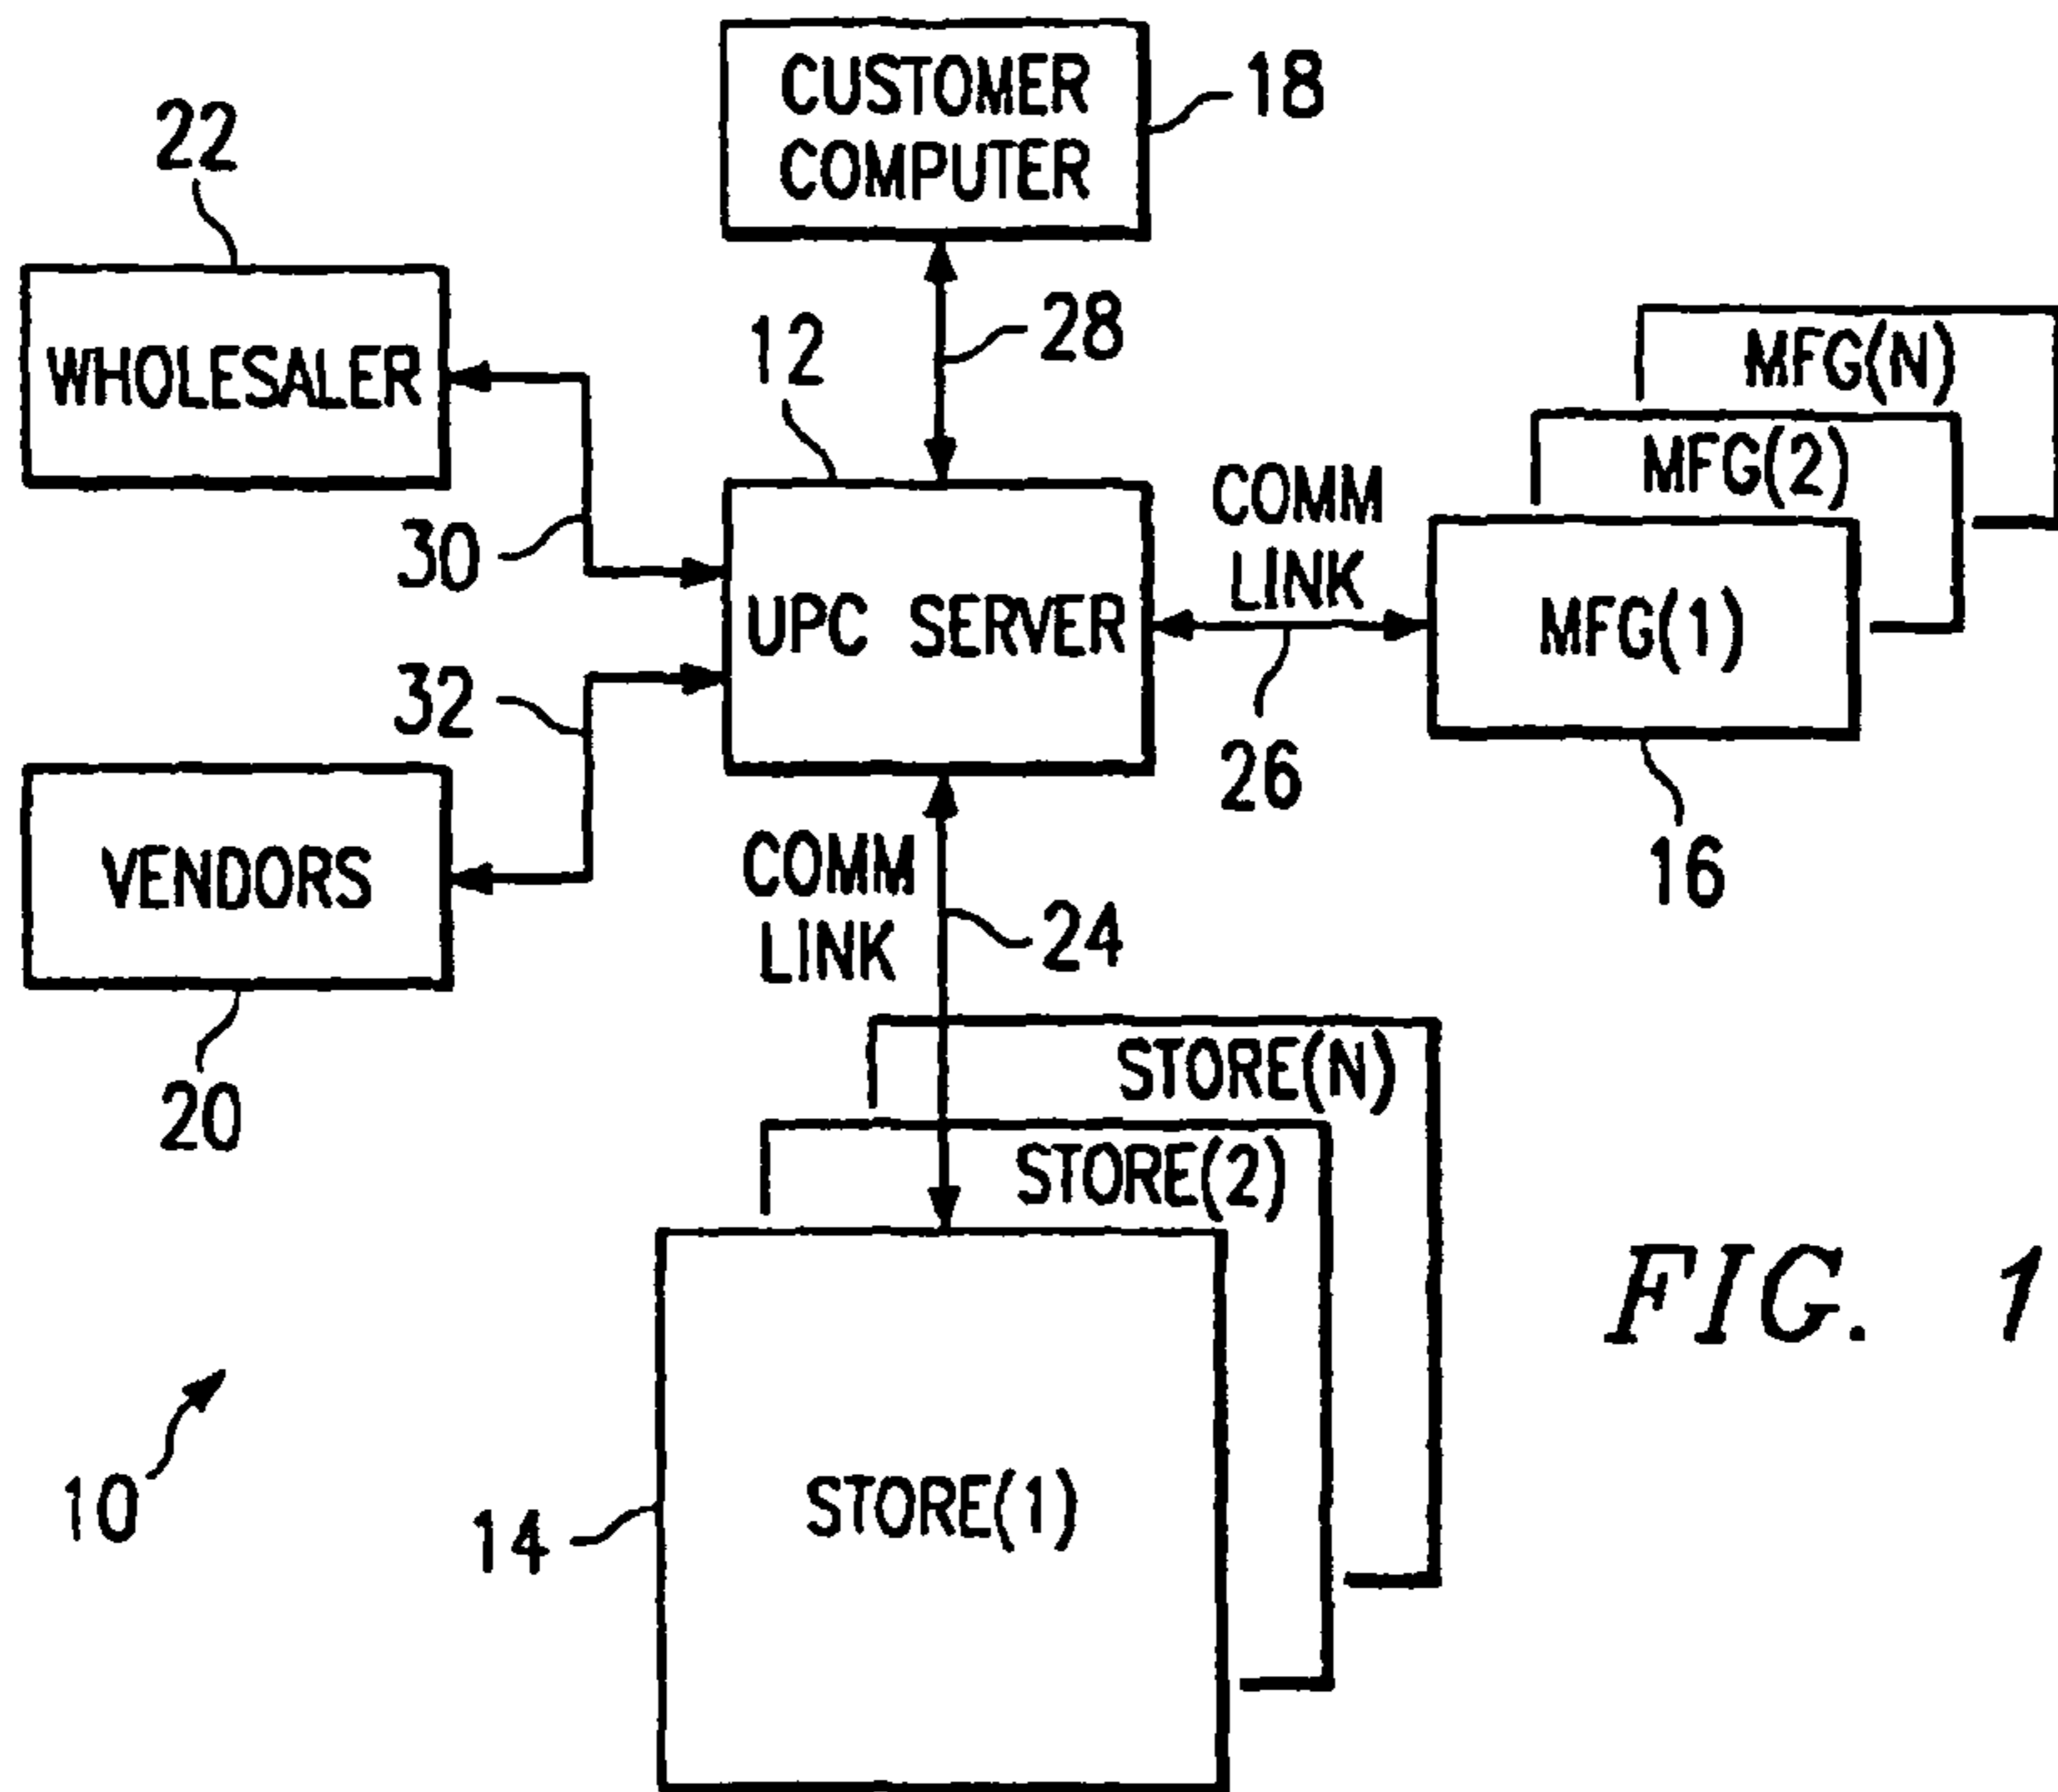 CUSTOMER
COMPUTER
18
22
WHOLESALER
28
12
MFG(N)
MFG(2)
MFG(1)
COMM
LINK
30
UPC SERVER
32
26
16
VENDORS
COMM
LINK
24
20
STORE(N)
STORE(2)
STORE(1)
FIG. 1
10
14